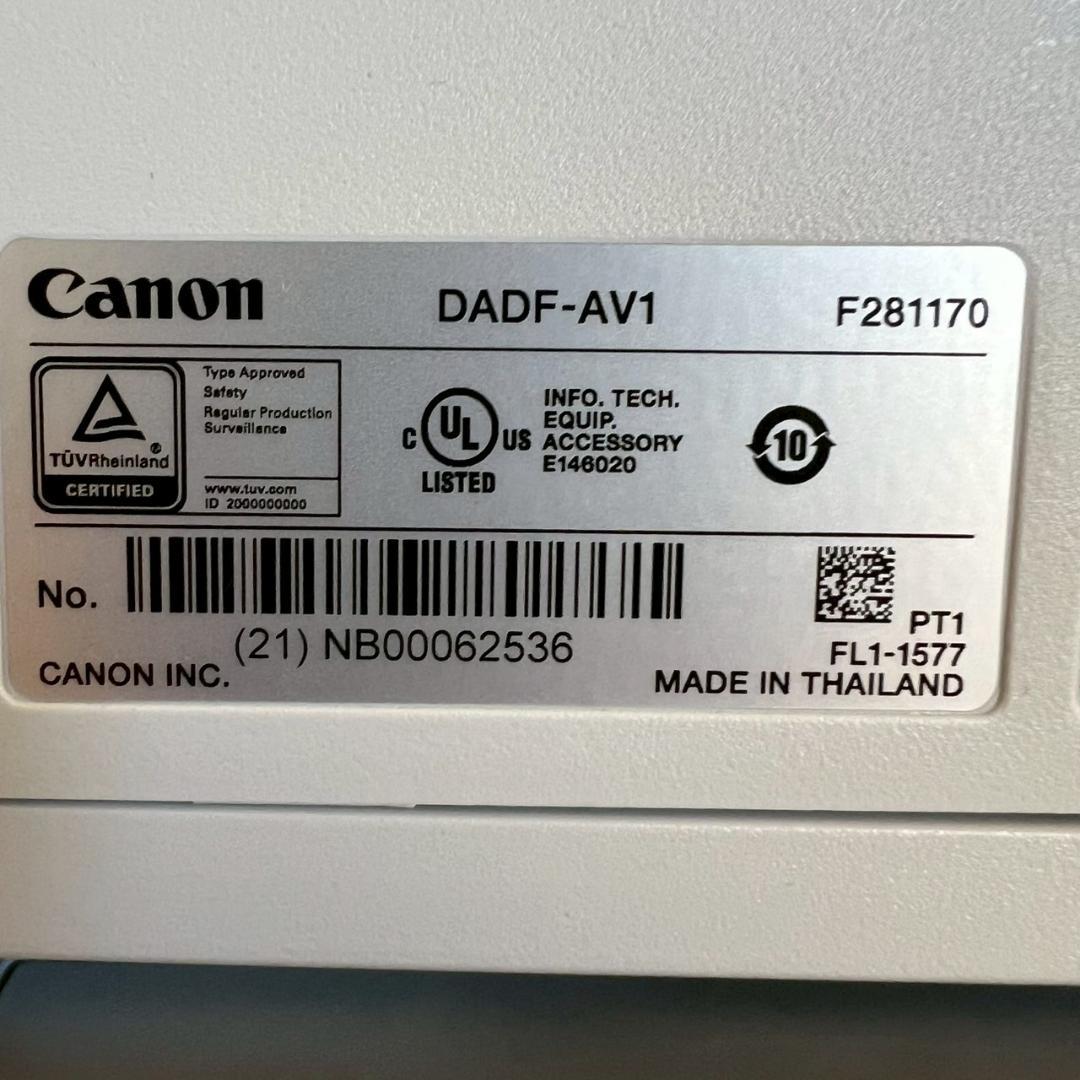 Canon DADF-AV1 F281170
TÜVRheinland®
CERTIFIED
Type Approved
Safety
Regular Production
Surveillance
www.tuv.com
ID 2000000000
C UL US
LISTED
INFO. TECH.
EQUIP.
ACCESSORY
E146020
10
No.
(21) NB00062536
CANON INC.
PT1
FL1-1577
MADE IN THAILAND